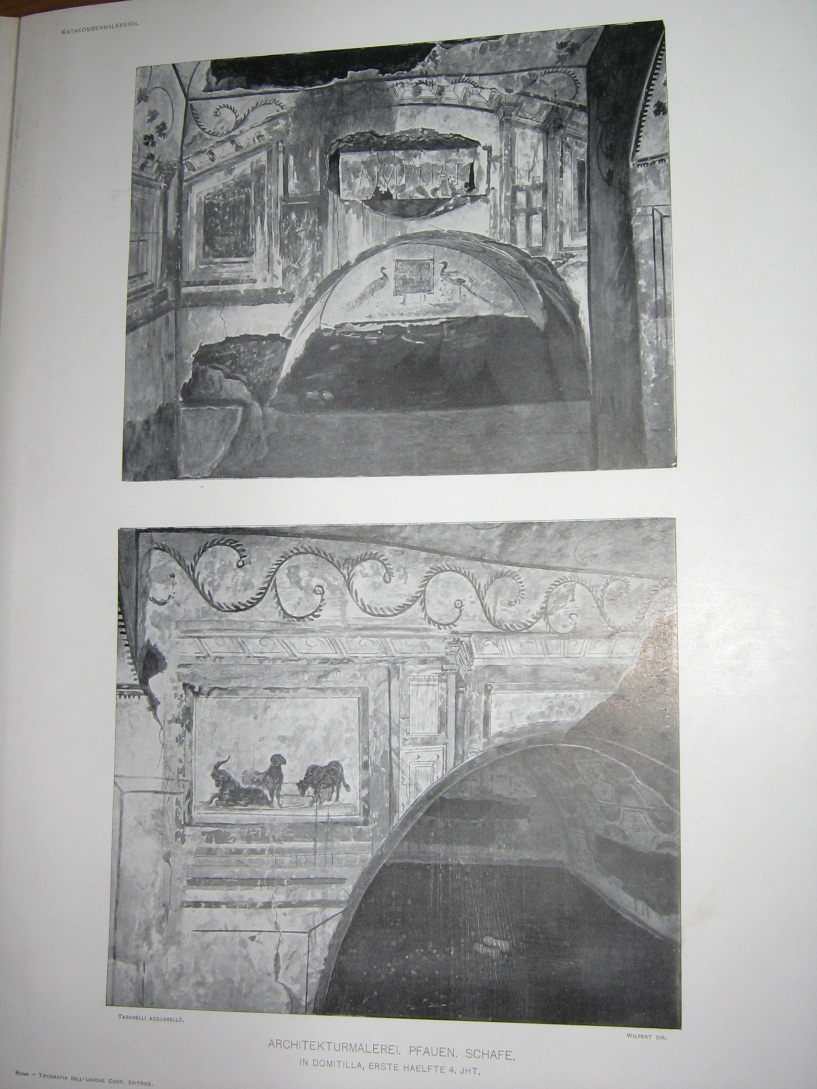 KATAKOMBENMALEREIEN.
TABANELLI ACQUARELLÒ.
WILPERT DIR.
ARCHITEKTURMALEREI. PFAUEN. SCHAFE.
IN DOMITILLA, ERSTE HAELFTE 4. JHT.
ROMA – TIPOGRAFIA DELL'UNIONE COOP. EDITRICE.